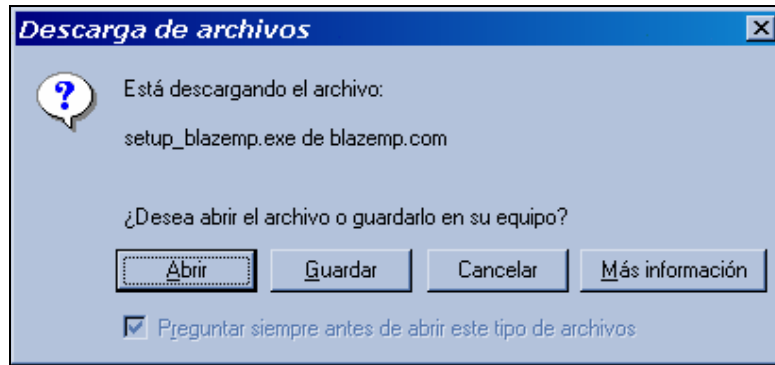 Descarga de archivos
Está descargando el archivo:
setup_blazemp.exe de blazemp.com
¿Desea abrir el archivo o guardarlo en su equipo?
Abrir Guardar Cancelar Más información
Preguntar siempre antes de abrir este tipo de archivos